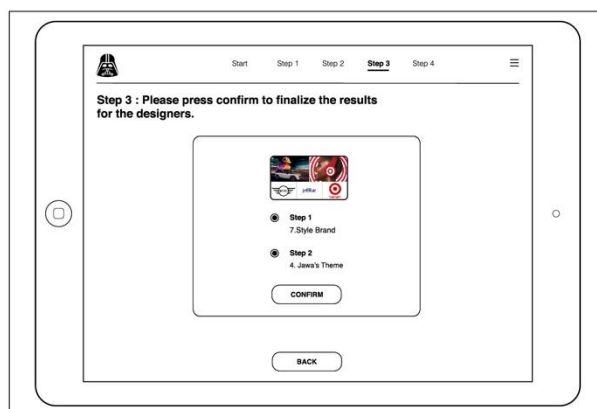 Start Step 1 Step 2 Step 3 Step 4
Step 3 : Please press confirm to finalize the results
for the designers.
jetBlue
Step 1
7.Style Brand
Step 2
4. Jawa's Theme
CONFIRM
BACK